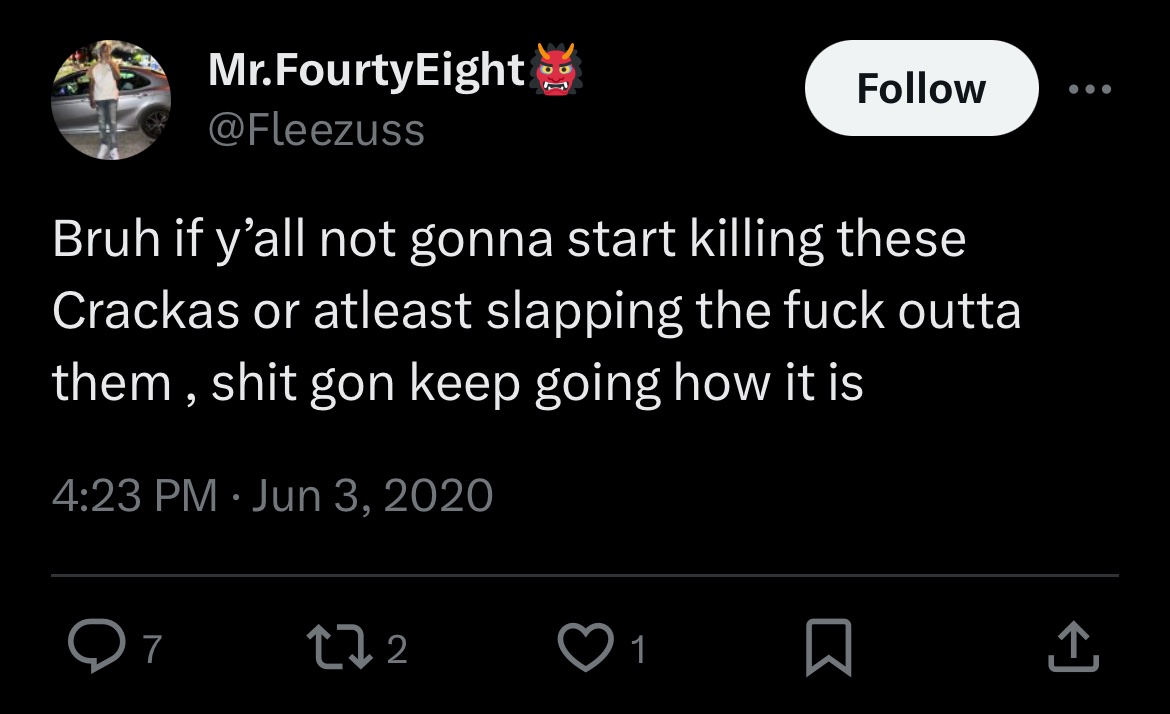 Mr.FourtyEight👹
Follow
@Fleezuss
Bruh if y’all not gonna start killing these
Crackas or atleast slapping the fuck outta
them , shit gon keep going how it is
4:23 PM · Jun 3, 2020
7 2 1